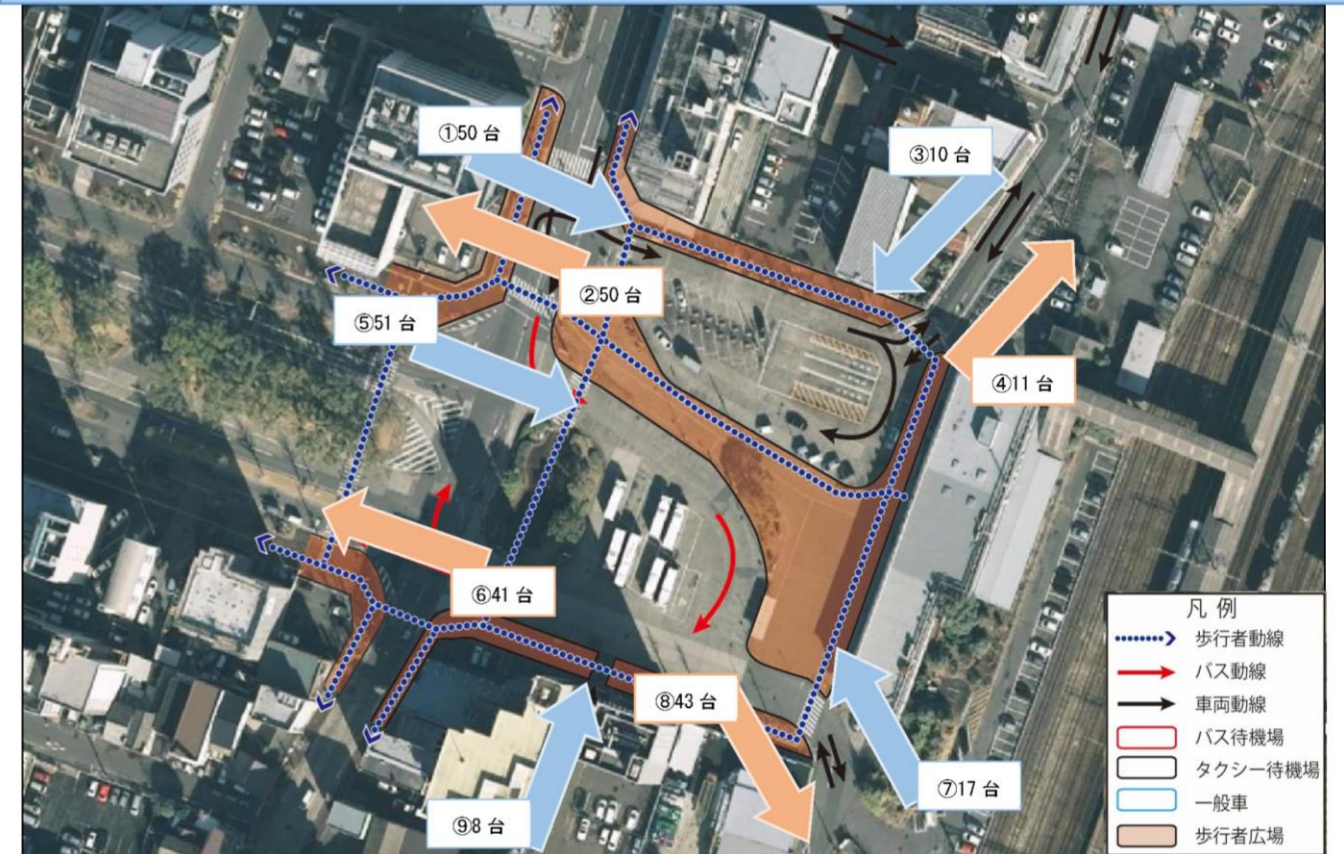 ①50 台
③10 台
②50 台
⑤51 台
④11 台
⑥41 台
⑧43 台
⑦17 台
⑨8 台
凡 例
歩行者動線
バス動線
車両動線
バス待機場
タクシー待機場
一般車
歩行者広場